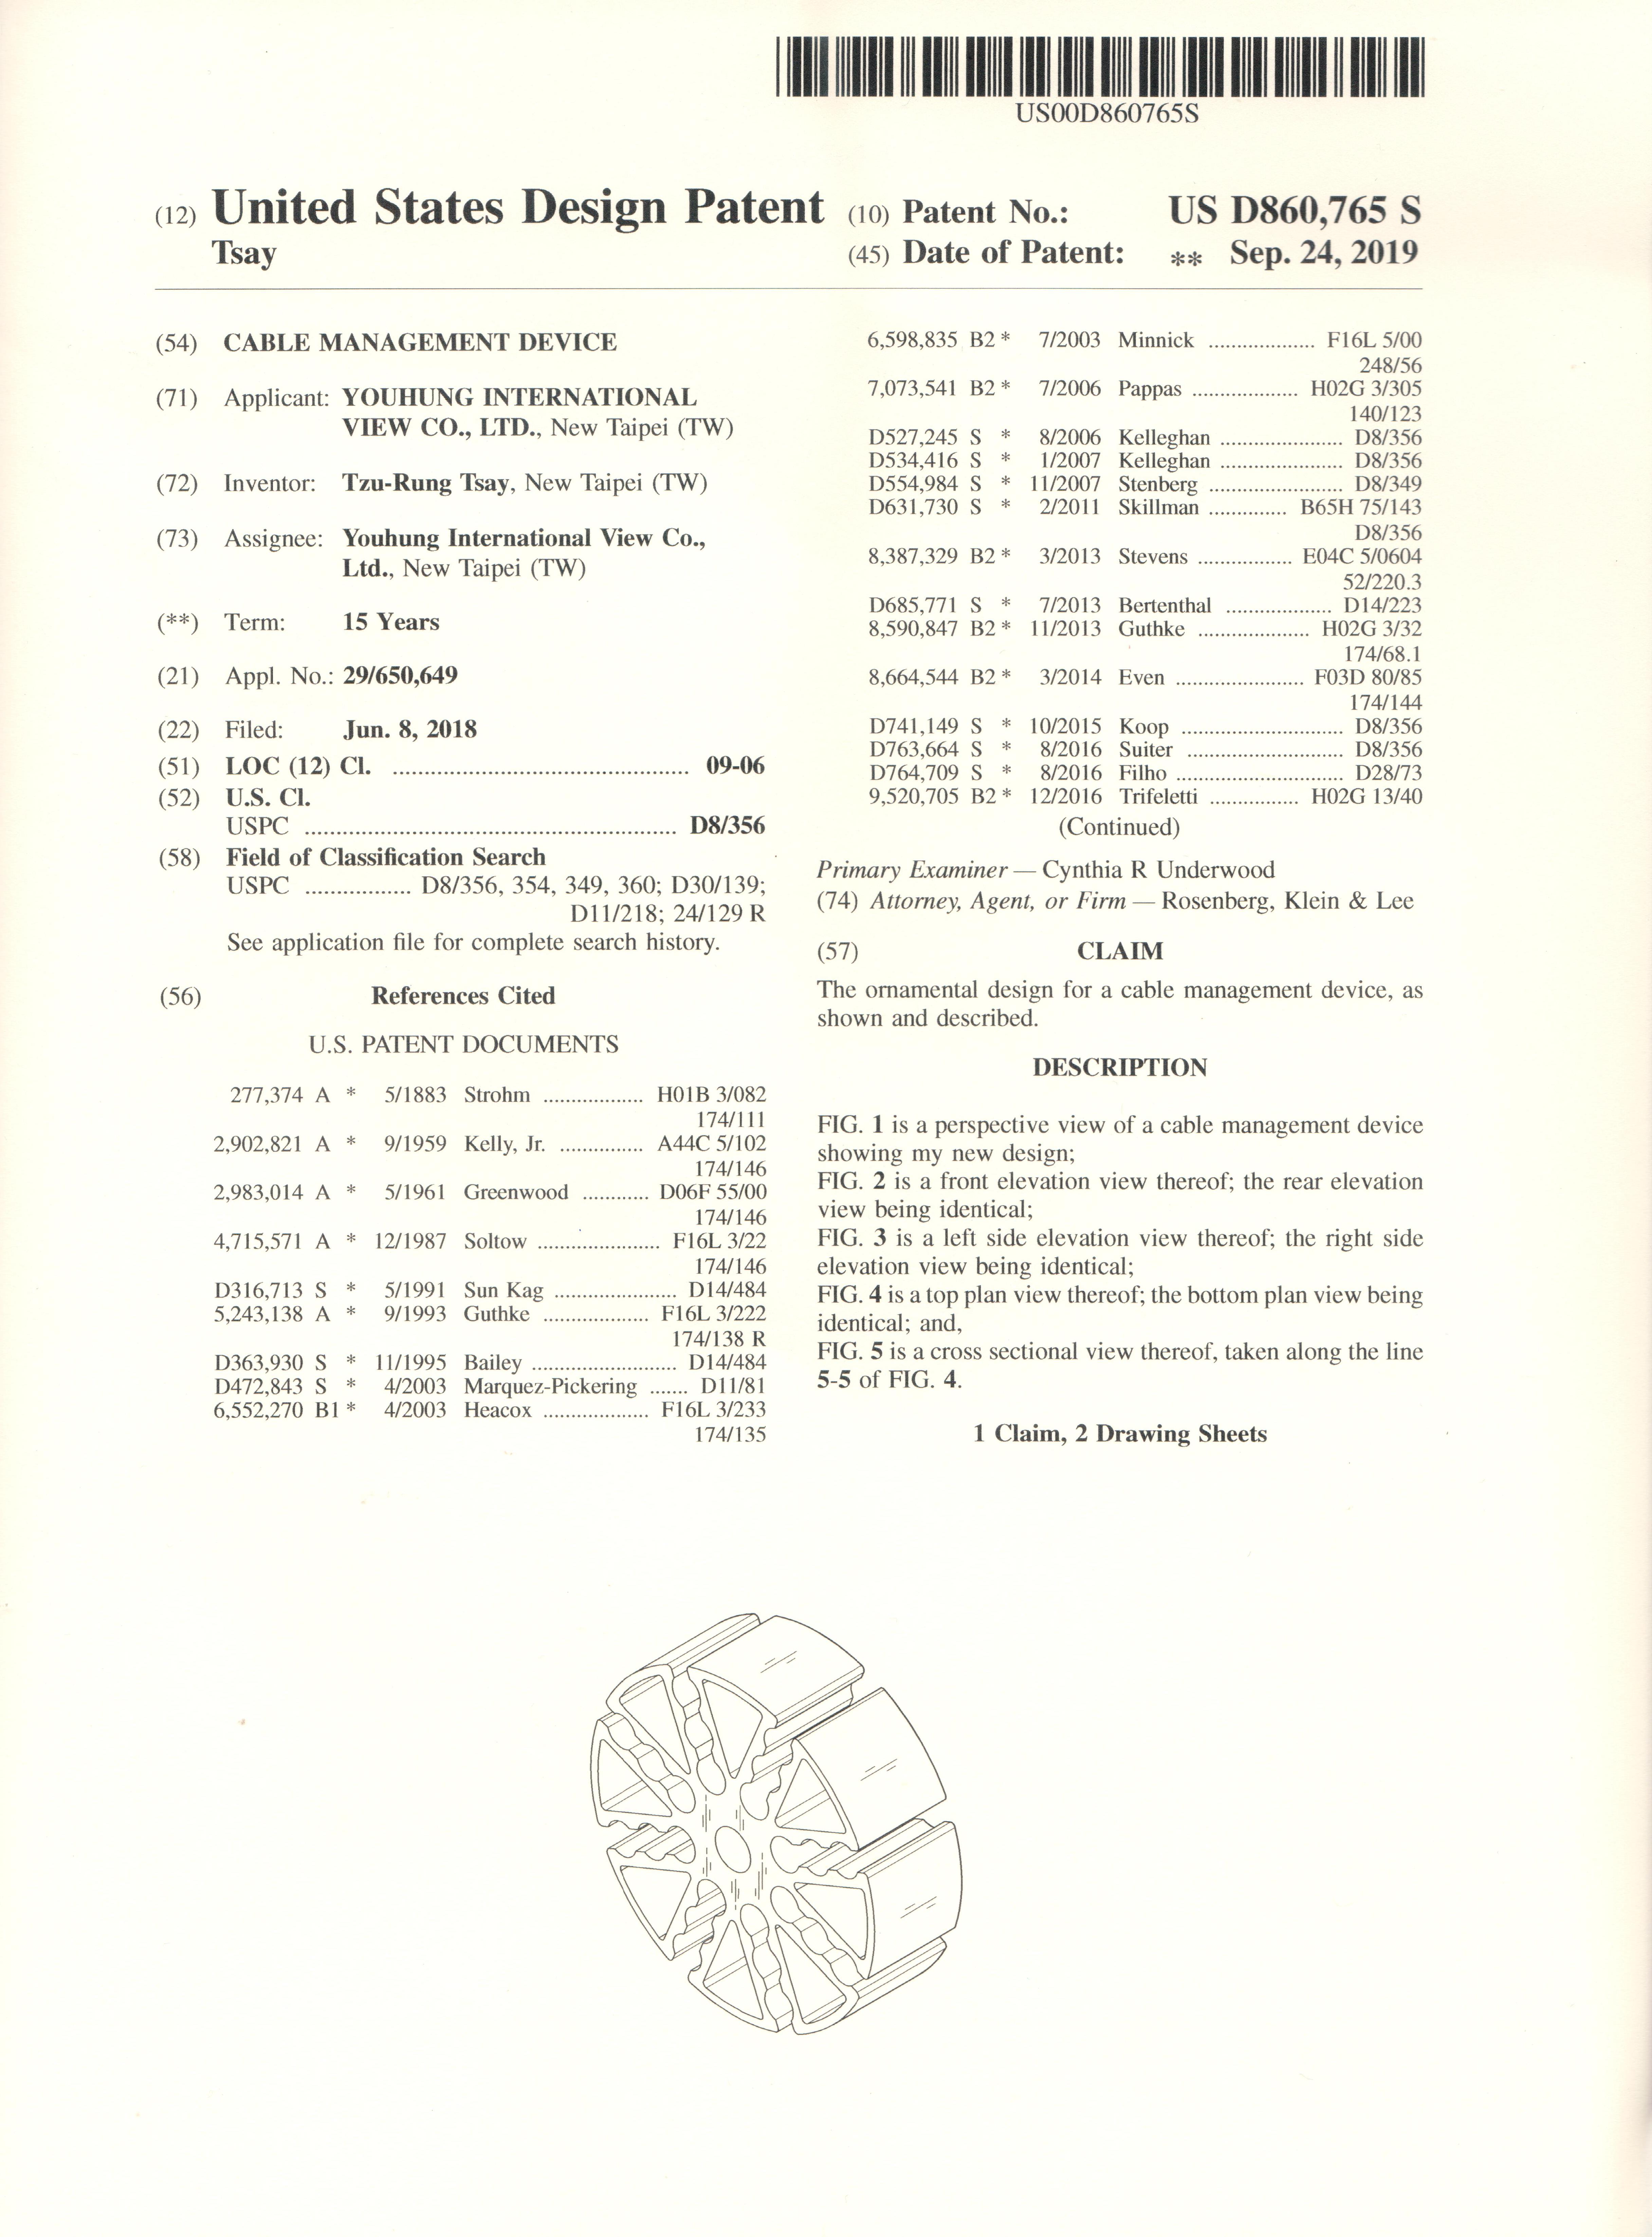 US00D860765S
(12) United States Design Patent
Tsay
(10) Patent No.: US D860,765 S
(45) Date of Patent: ** Sep. 24, 2019
(54) CABLE MANAGEMENT DEVICE
(71) Applicant: YOUHUNG INTERNATIONAL
VIEW CO., LTD., New Taipei (TW)
(72) Inventor: Tzu-Rung Tsay, New Taipei (TW)
(73) Assignee: Youhung International View Co.,
Ltd., New Taipei (TW)
(**) Term: 15 Years
(21) Appl. No.: 29/650,649
(22) Filed: Jun. 8, 2018
(51) LOC (12) Cl. ................................................ 09-06
(52) U.S. Cl.
USPC ............................................................ D8/356
(58) Field of Classification Search
USPC ................. D8/356, 354, 349, 360; D30/139;
D11/218; 24/129 R
See application file for complete search history.
(56) References Cited
U.S. PATENT DOCUMENTS
277,374 A * 5/1883 Strohm ................. H01B 3/082
174/111
2,902,821 A * 9/1959 Kelly, Jr. .............. A44C 5/102
174/146
2,983,014 A * 5/1961 Greenwood ............ D06F 55/00
174/146
4,715,571 A * 12/1987 Soltow ..................... F16L 3/22
174/146
D316,713 S * 5/1991 Sun Kag ..................... D14/484
5,243,138 A * 9/1993 Guthke ................... F16L 3/222
174/138 R
D363,930 S * 11/1995 Bailey ......................... D14/484
D472,843 S * 4/2003 Marquez-Pickering ....... D11/81
6,552,270 B1 * 4/2003 Heacox ................... F16L 3/233
174/135
6,598,835 B2 * 7/2003 Minnick ................... F16L 5/00
248/56
7,073,541 B2 * 7/2006 Pappas ................... H02G 3/305
140/123
D527,245 S * 8/2006 Kelleghan ...................... D8/356
D534,416 S * 1/2007 Kelleghan ...................... D8/356
D554,984 S * 11/2007 Stenberg ........................ D8/349
D631,730 S * 2/2011 Skillman ............. B65H 75/143
D8/356
8,387,329 B2 * 3/2013 Stevens ................. E04C 5/0604
52/220.3
D685,771 S * 7/2013 Bertenthal ................... D14/223
8,590,847 B2 * 11/2013 Guthke .................... H02G 3/32
174/68.1
8,664,544 B2 * 3/2014 Even ....................... F03D 80/85
174/144
D741,149 S * 10/2015 Koop ............................. D8/356
D763,664 S * 8/2016 Suiter ............................ D8/356
D764,709 S * 8/2016 Filho .............................. D28/73
9,520,705 B2 * 12/2016 Trifeletti ................ H02G 13/40
(Continued)
Primary Examiner — Cynthia R Underwood
(74) Attorney, Agent, or Firm — Rosenberg, Klein & Lee
(57) CLAIM
The ornamental design for a cable management device, as
shown and described.
DESCRIPTION
FIG. 1 is a perspective view of a cable management device
showing my new design;
FIG. 2 is a front elevation view thereof; the rear elevation
view being identical;
FIG. 3 is a left side elevation view thereof; the right side
elevation view being identical;
FIG. 4 is a top plan view thereof; the bottom plan view being
identical; and,
FIG. 5 is a cross sectional view thereof, taken along the line
5-5 of FIG. 4.
1 Claim, 2 Drawing Sheets